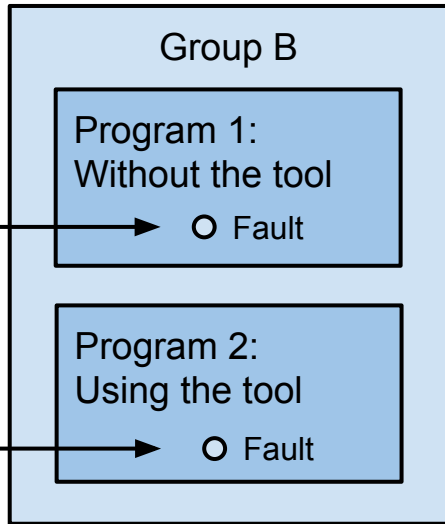 Group B
Program 1:
Without the tool
Fault
Program 2:
Using the tool
Fault